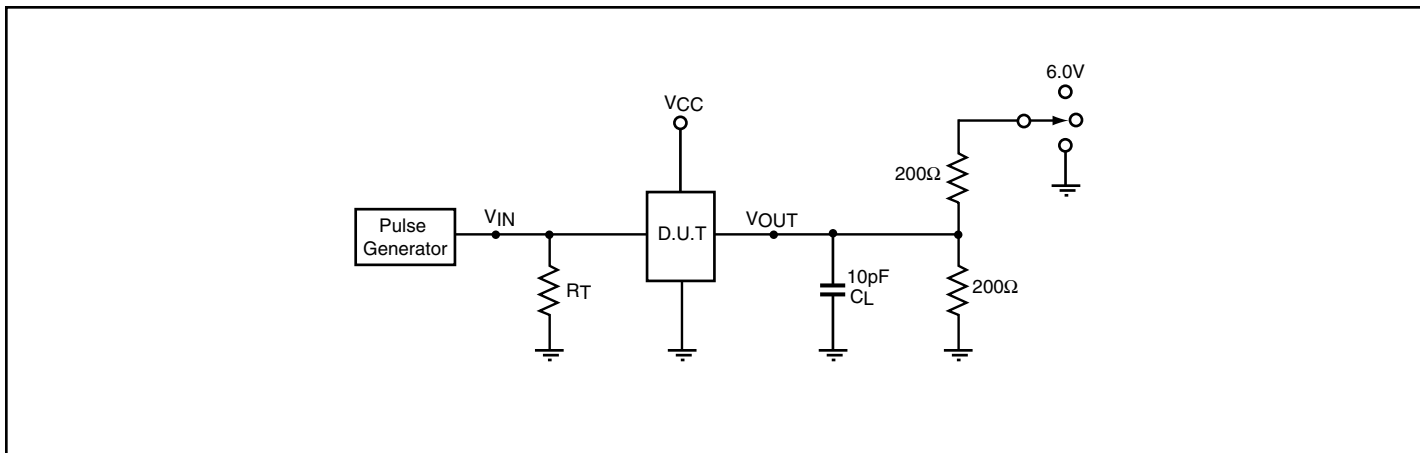 6.0V
VCC
200Ω
Pulse
Generator
VIN
D.U.T
VOUT
RT
10pF
CL
200Ω